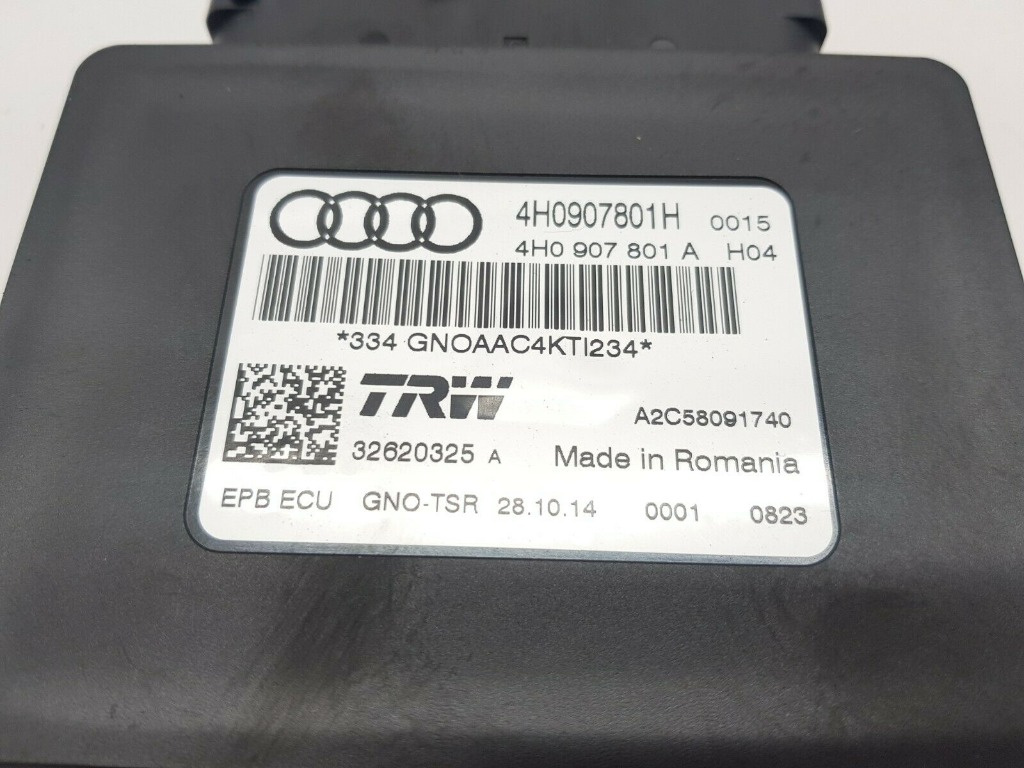 4H0907801H 0015
4H0 907 801 A H04
*334 GNOAAC4KTI234*
TRW A2C58091740
32620325 A Made in Romania
EPB ECU GNO-TSR 28.10.14 0001 0823